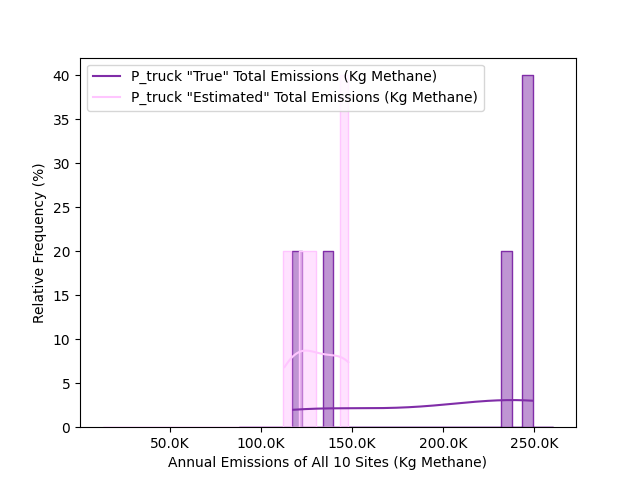 P_truck "True" Total Emissions (Kg Methane)
P_truck "Estimated" Total Emissions (Kg Methane)
40
35
30
25
20
15
10
5
0
Relative Frequency (%)
50.0K 100.0K 150.0K 200.0K 250.0K
Annual Emissions of All 10 Sites (Kg Methane)